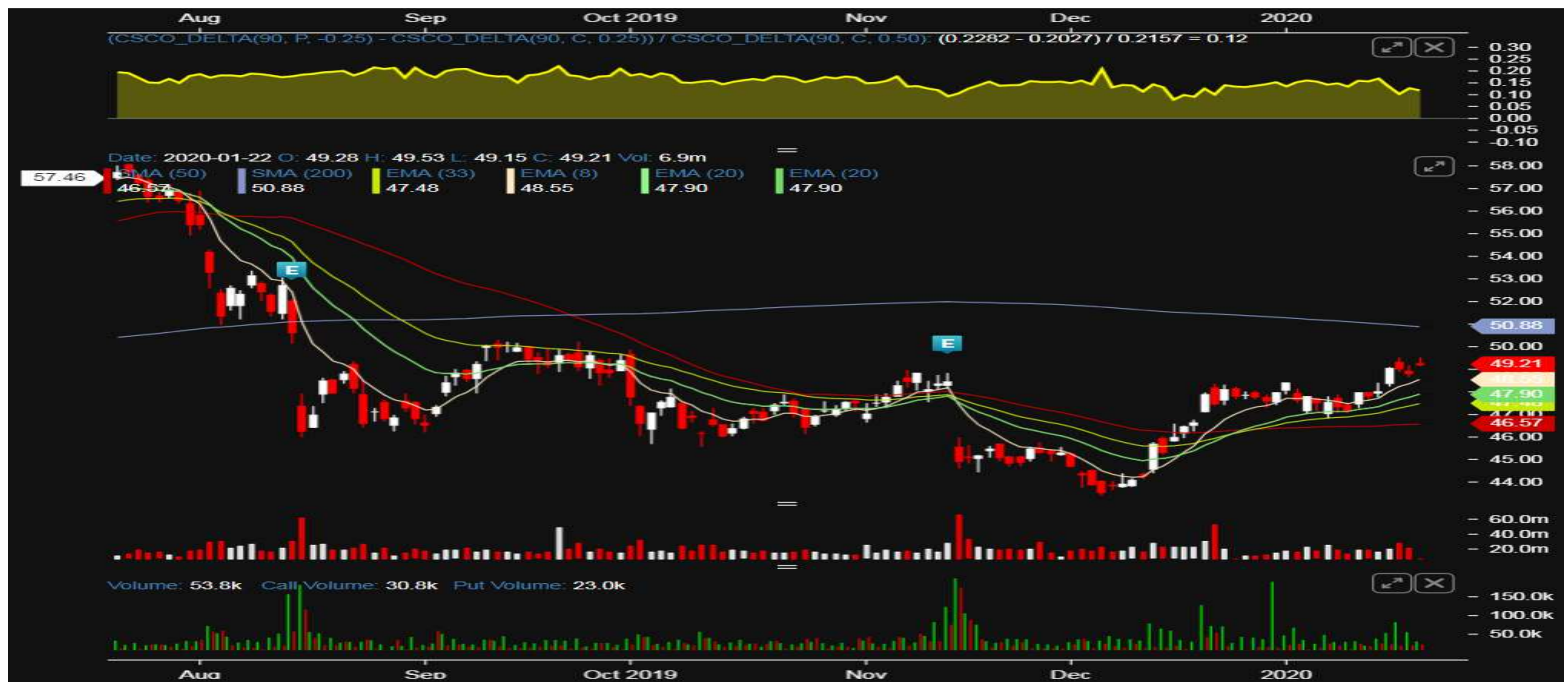 Aug Sep Oct 2019 Nov Dec 2020
(CSCO_DELTA(90, P, -0.25) - CSCO_DELTA(90, C, 0.25)) / CSCO_DELTA(90, C, 0.50): (0.2282 - 0.2027) / 0.2157 = 0.12
0.30
0.25
0.20
0.15
0.10
0.05
0.00
-0.05
-0.10
Date: 2020-01-22 O: 49.28 H: 49.53 L: 49.15 C: 49.21 Vol: 6.9m
SMA (50) SMA (200) EMA (33) EMA (8) EMA (20) EMA (20)
46.57 50.88 47.48 48.55 47.90 47.90
57.46
58.00
57.00
56.00
55.00
54.00
E
53.00
52.00
50.88
E
50.00
49.21
48.55
47.90
47.00
46.57
46.00
45.00
44.00
60.0m
40.0m
20.0m
Volume: 53.8k Call Volume: 30.8k Put Volume: 23.0k
150.0k
100.0k
50.0k
Aug Sep Oct 2019 Nov Dec 2020